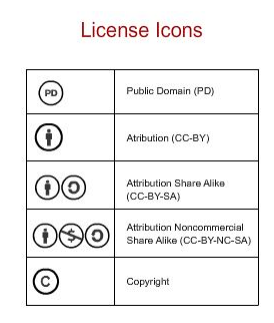 License Icons
PD
Public Domain (PD)
Atribution (CC-BY)
Attribution Share Alike
(CC-BY-SA)
$
Attribution Noncommercial
Share Alike (CC-BY-NC-SA)
C
Copyright